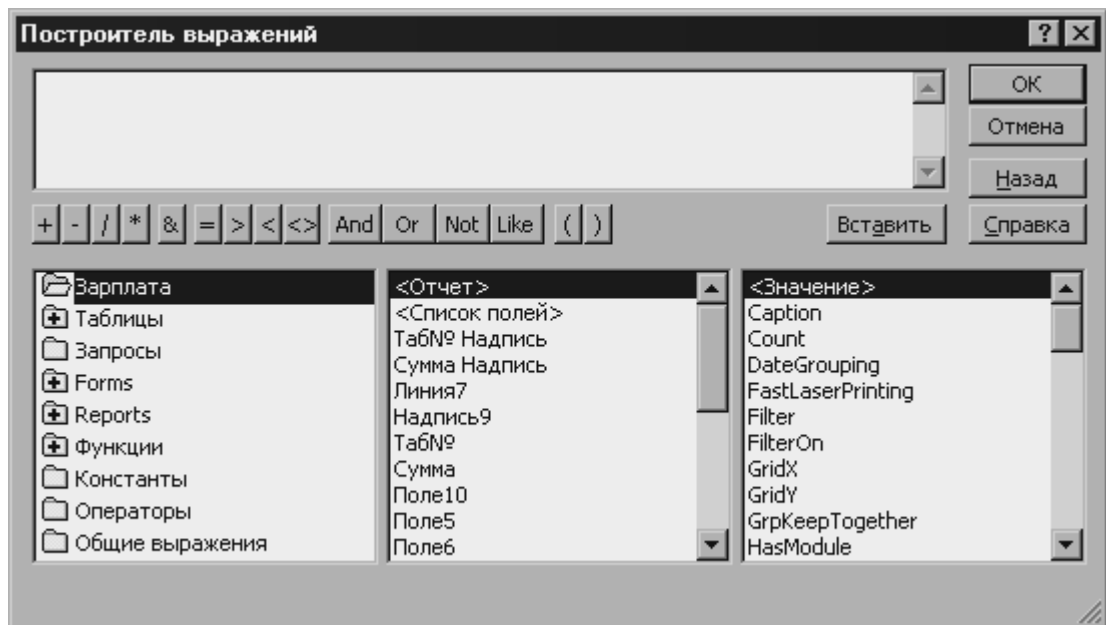 Построитель выражений
?
OK
Отмена
Назад
+ - / * & = > < <> And Or Not Like ( ) Вставить Справка
Зарплата
Таблицы
Запросы
Forms
Reports
Функции
Константы
Операторы
Общие выражения
<Отчет>
<Список полей>
Таб№ Надпись
Сумма Надпись
Линия7
Надпись9
Таб№
Сумма
Поле10
Поле5
Поле6
<Значение>
Caption
Count
DateGrouping
FastLaserPrinting
Filter
FilterOn
GridX
GridY
GrpKeepTogether
HasModule